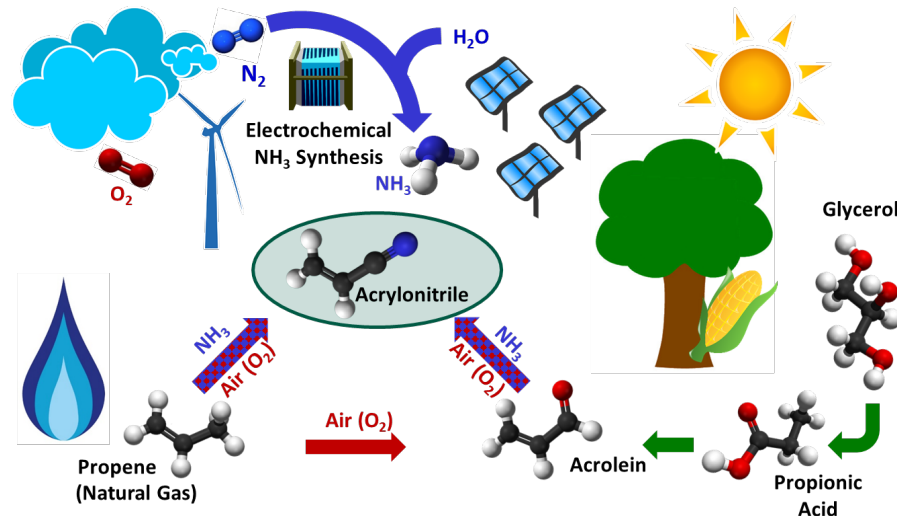 N₂
H₂O
Electrochemical
NH₃ Synthesis
O₂
NH₃
Glycerol
Acrylonitrile
NH₃
Air (O₂)
NH₃
Air (O₂)
Air (O₂)
Propene
(Natural Gas)
Acrolein
Propionic
Acid